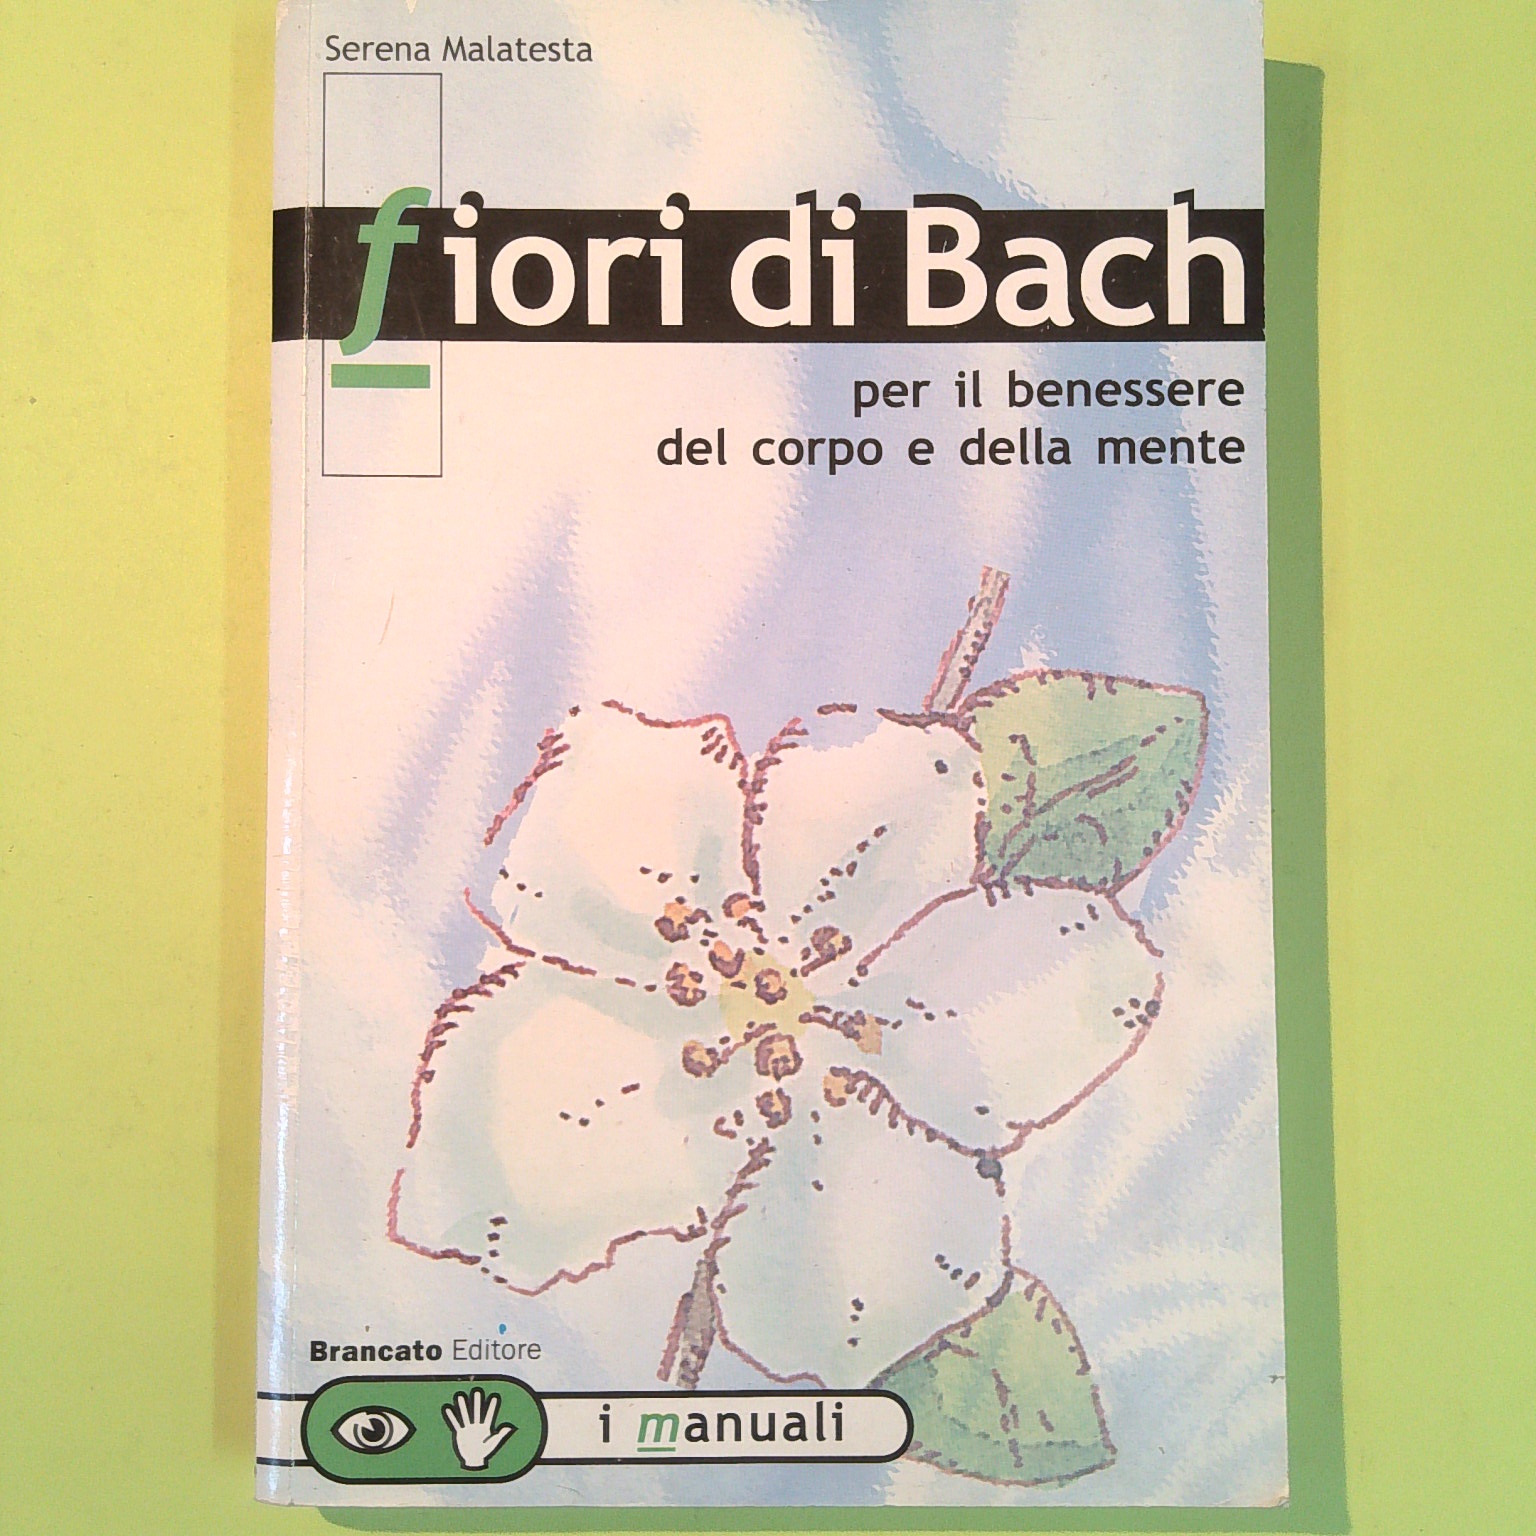 Serena Malatesta
fiori di Bach
per il benessere
del corpo e della mente
Brancato Editore
i manuali